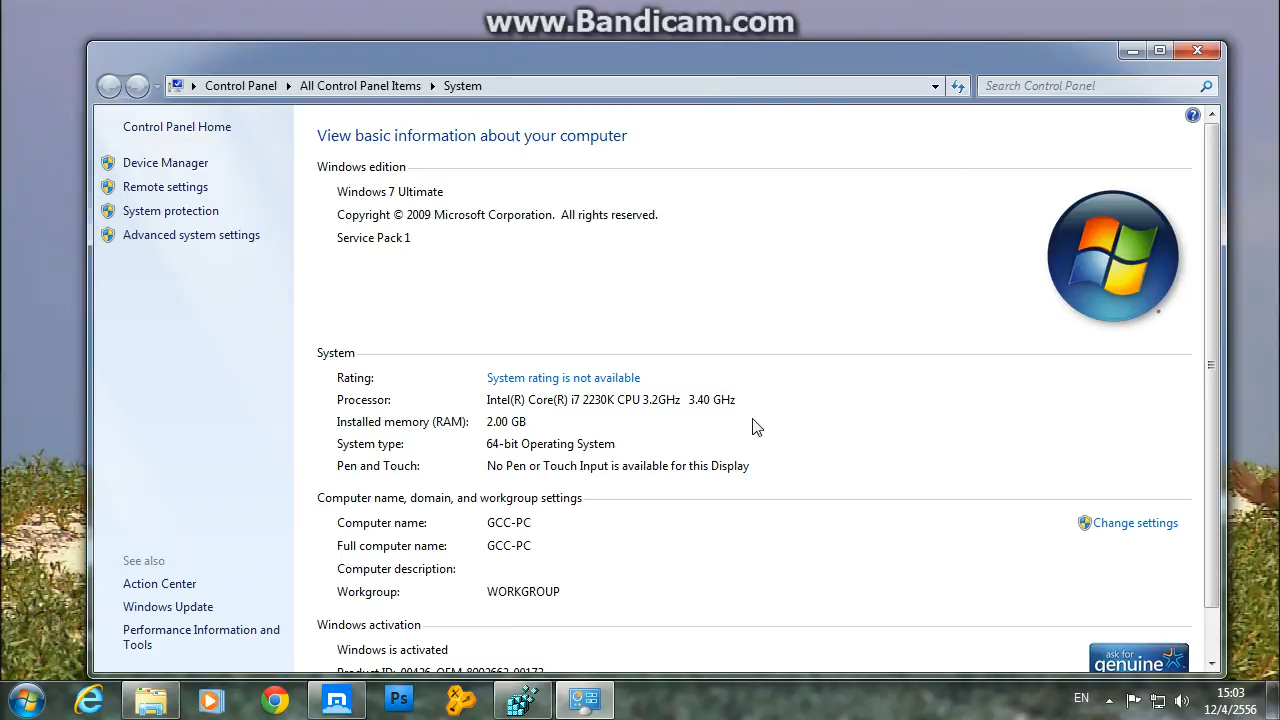 www.Bandicam.com
Control Panel All Control Panel Items System
Search Control Panel
Control Panel Home
Device Manager
Remote settings
System protection
Advanced system settings
View basic information about your computer
Windows edition
Windows 7 Ultimate
Copyright © 2009 Microsoft Corporation. All rights reserved.
Service Pack 1
System
Rating: System rating is not available
Processor: Intel(R) Core(R) i7 2230K CPU 3.2GHz 3.40 GHz
Installed memory (RAM): 2.00 GB
System type: 64-bit Operating System
Pen and Touch: No Pen or Touch Input is available for this Display
Computer name, domain, and workgroup settings
Computer name: GCC-PC
Change settings
Full computer name: GCC-PC
Computer description:
Workgroup: WORKGROUP
Windows activation
Windows is activated
Product ID: 00426-OEM-8992662-00173
ask for
genuine
See also
Action Center
Windows Update
Performance Information and
Tools
Ps
EN
15:03
12/4/2556